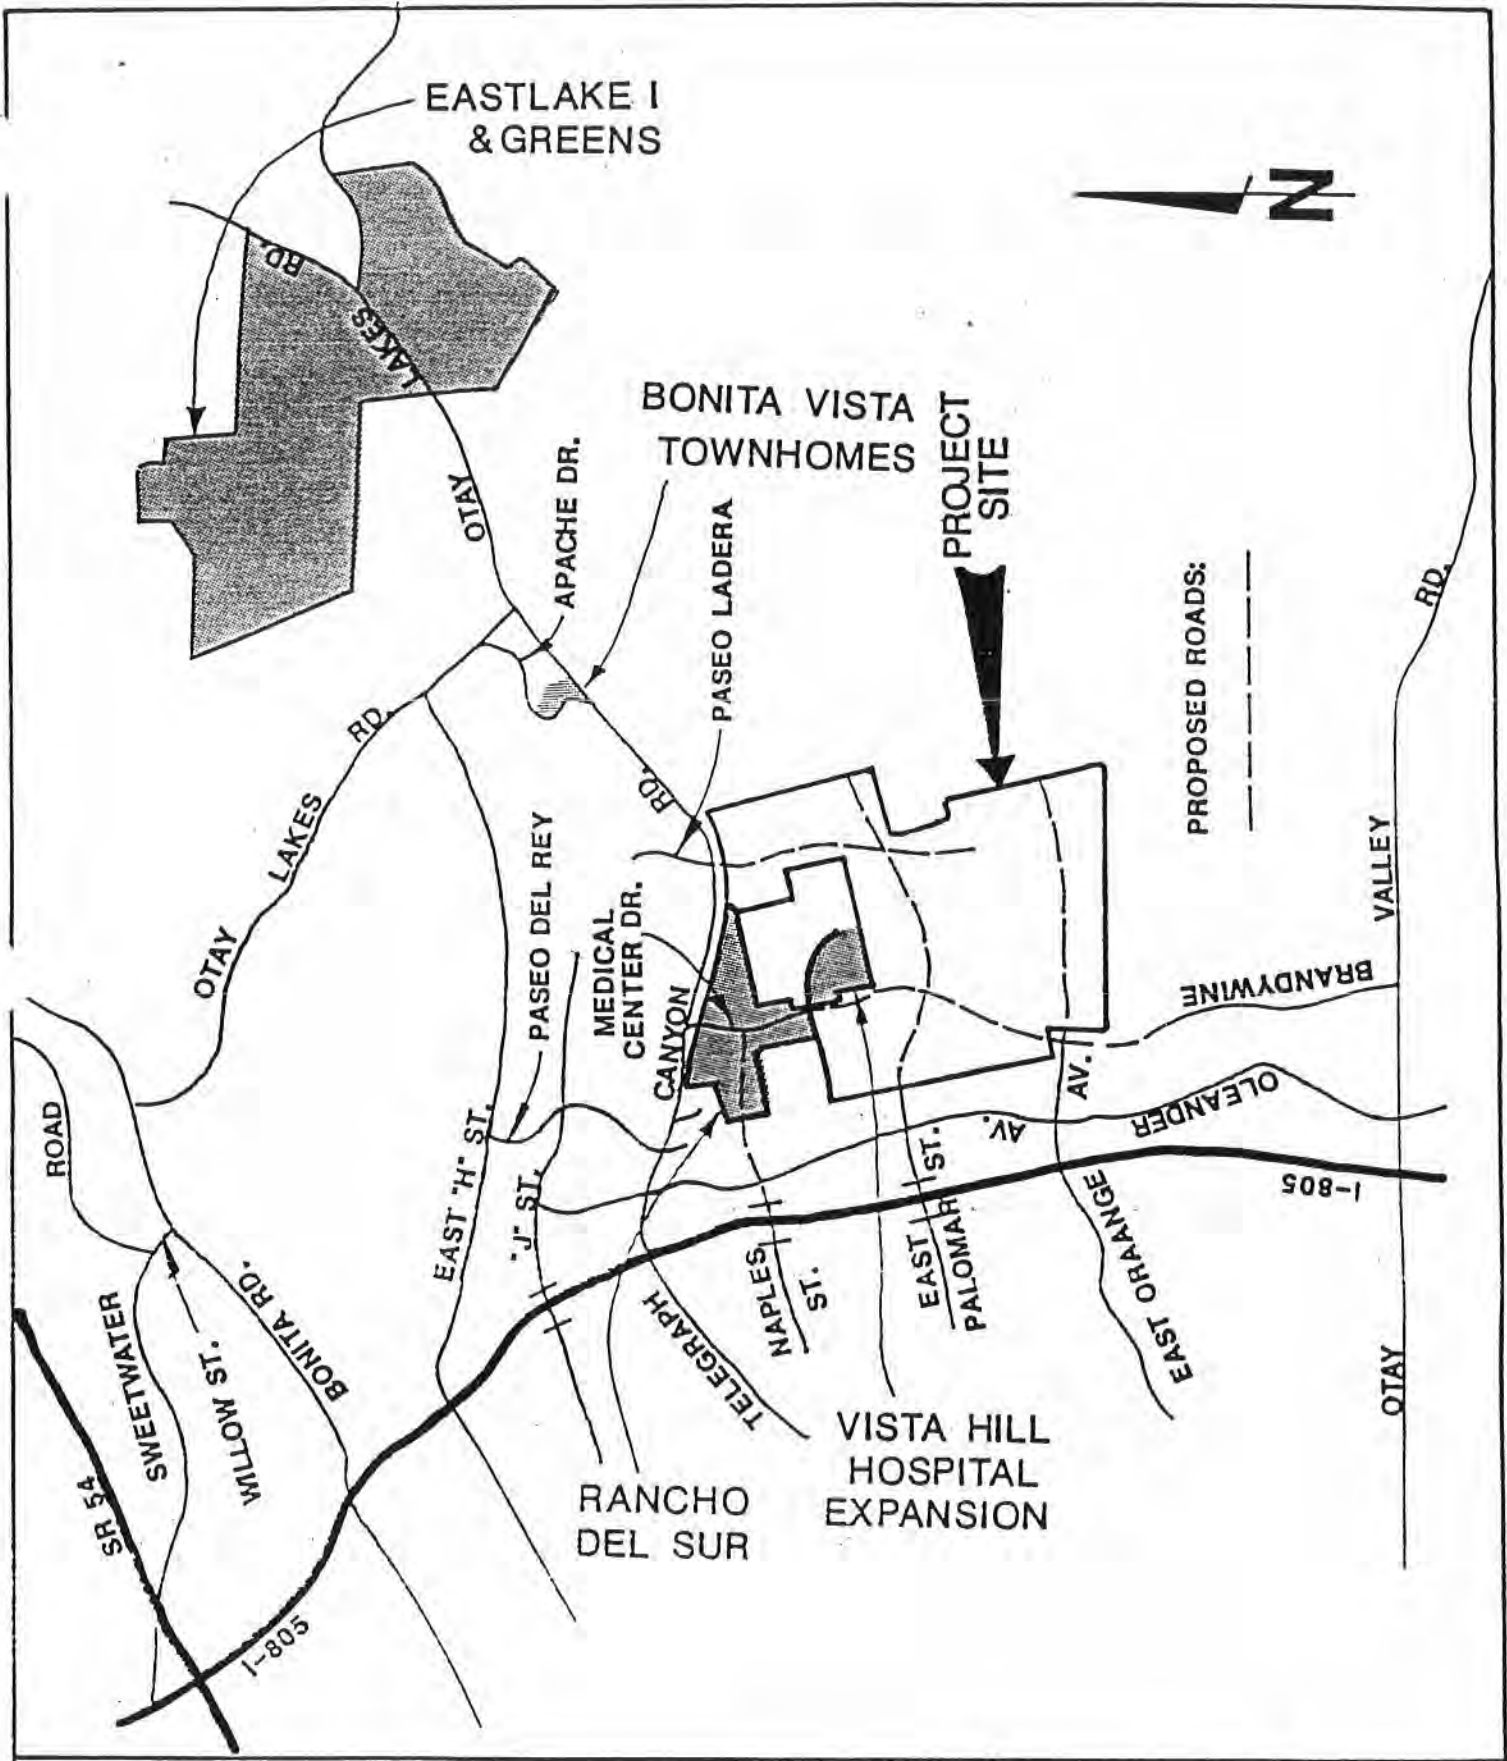 EASTLAKE I
& GREENS
N
RD.
LAKES
OTAY
BONITA VISTA
TOWNHOMES
APACHE DR.
PASEO LADERA
PROJECT
SITE
PROPOSED ROADS:
RD.
VALLEY
OTAY
RD.
LAKES
OTAY
RD.
PASEO DEL REY
MEDICAL
CENTER DR.
CANYON
BRANDYWINE
AV.
OLEANDER
AV.
I-805
ROAD
SWEETWATER
WILLOW ST.
BONITA RD.
SR 54
I-805
EAST "H" ST.
"J" ST.
TELEGRAPH
NAPLES
ST.
EAST
PALOMAR
ST.
EAST ORAAANGE
RANCHO
DEL SUR
VISTA HILL
HOSPITAL
EXPANSION